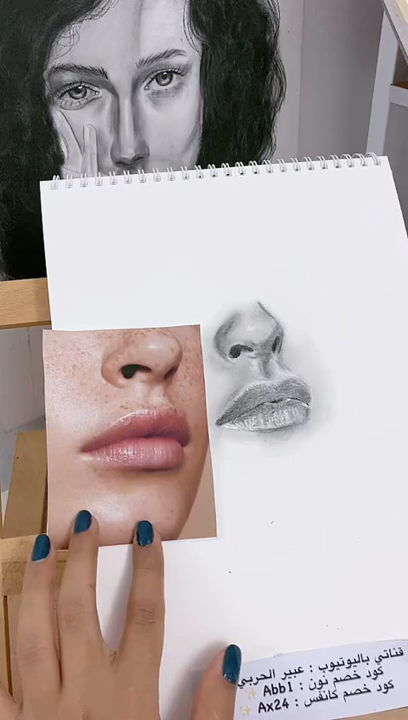 قناتي باليوتيوب : عبير الحربي
كود خصم نون : Abb1
كود خصم كانفس : Ax24